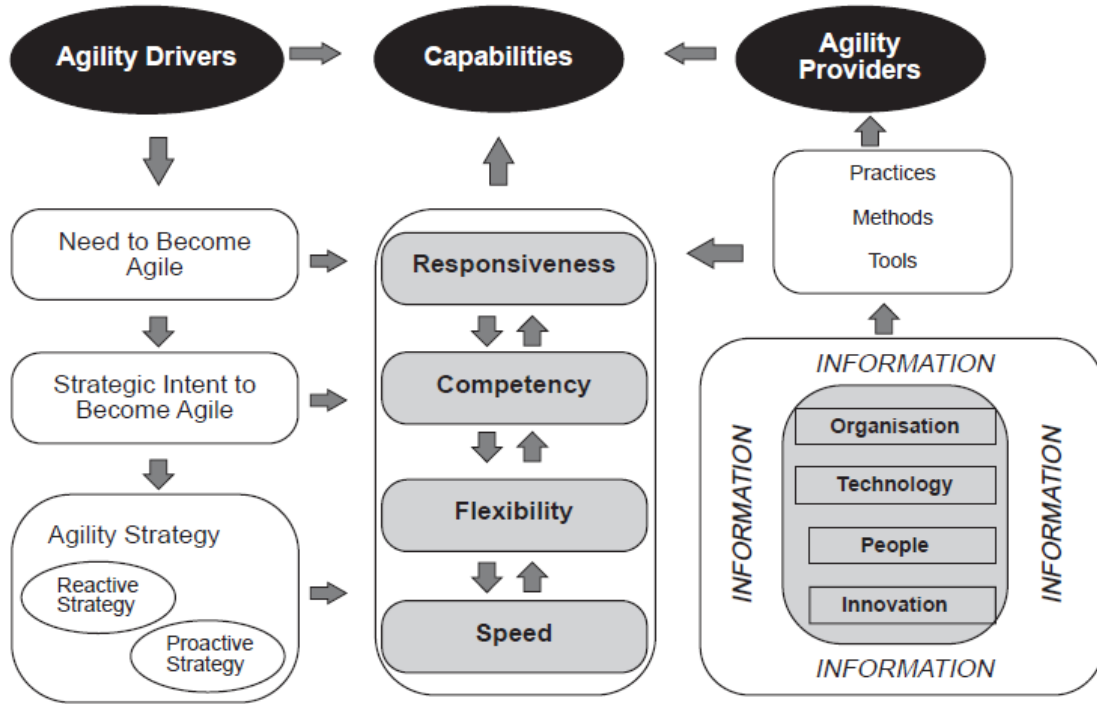 Agility Drivers
Capabilities
Agility
Providers
Need to Become
Agile
Strategic Intent to
Become Agile
Agility Strategy
Reactive
Strategy
Proactive
Strategy
Responsiveness
Competency
Flexibility
Speed
Practices
Methods
Tools
INFORMATION
INFORMATION
Organisation
Technology
People
Innovation
INFORMATION
INFORMATION